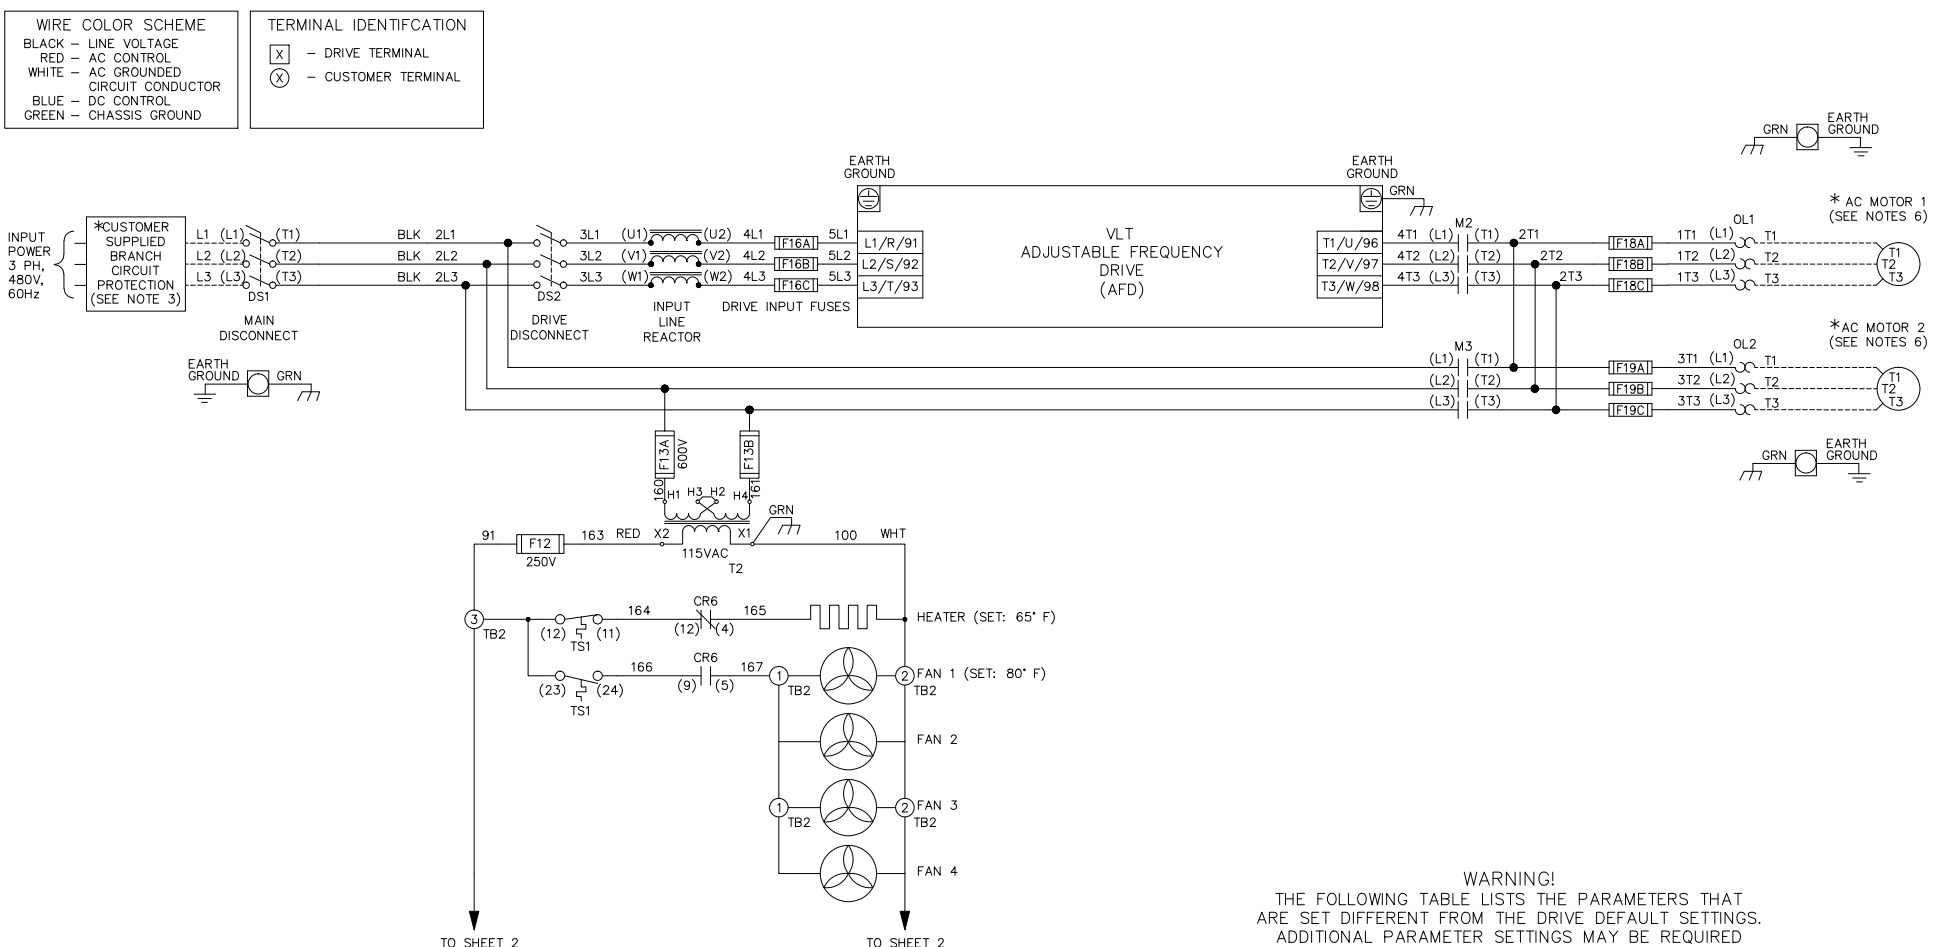 WIRE COLOR SCHEME
BLACK – LINE VOLTAGE
RED – AC CONTROL
WHITE – AC GROUNDED
CIRCUIT CONDUCTOR
BLUE – DC CONTROL
GREEN – CHASSIS GROUND
TERMINAL IDENTIFCATION
X – DRIVE TERMINAL
X – CUSTOMER TERMINAL
INPUT
POWER
3 PH,
480V,
60Hz
*CUSTOMER
SUPPLIED
BRANCH
CIRCUIT
PROTECTION
(SEE NOTE 3)
L1 (L1) (T1)
L2 (L2) (T2)
L3 (L3) (T3)
DS1
MAIN
DISCONNECT
EARTH
GROUND GRN
BLK 2L1
BLK 2L2
BLK 2L3
DS2
DRIVE
DISCONNECT
3L1 (U1) (U2) 4L1 F16A 5L1
3L2 (V1) (V2) 4L2 F16B 5L2
3L3 (W1) (W2) 4L3 F16C 5L3
INPUT
LINE
REACTOR
DRIVE INPUT FUSES
EARTH
GROUND
L1/R/91
L2/S/92
L3/T/93
VLT
ADJUSTABLE FREQUENCY
DRIVE
(AFD)
EARTH
GROUND
GRN
T1/U/96
T2/V/97
T3/W/98
M2
4T1 (L1) (T1) 2T1 F18A 1T1 (L1) T1
4T2 (L2) (T2) 2T2 F18B 1T2 (L2) T2
4T3 (L3) (T3) 2T3 F18C 1T3 (L3) T3
OL1
GRN
EARTH
GROUND
* AC MOTOR 1
(SEE NOTES 6)
T1
T2
T3
M3
(L1) (T1) F19A 3T1 (L1) T1
(L2) (T2) F19B 3T2 (L2) T2
(L3) (T3) F19C 3T3 (L3) T3
OL2
*AC MOTOR 2
(SEE NOTES 6)
T1
T2
T3
GRN
EARTH
GROUND
F13A
600V
F13B
160
161
H1 H3 H2 H4
GRN
91 F12 163 RED X2 X1 100 WHT
250V
115VAC
T2
3
TB2
(12) (11)
TS1
164
CR6
(12) (4)
165
HEATER (SET: 65° F)
(23) (24)
TS1
166
CR6
(9) (5)
167
1
TB2
2
TB2
FAN 1 (SET: 80° F)
FAN 2
1
TB2
2
TB2
FAN 3
FAN 4
TO SHEET 2
TO SHEET 2
WARNING!
THE FOLLOWING TABLE LISTS THE PARAMETERS THAT
ARE SET DIFFERENT FROM THE DRIVE DEFAULT SETTINGS.
ADDITIONAL PARAMETER SETTINGS MAY BE REQUIRED